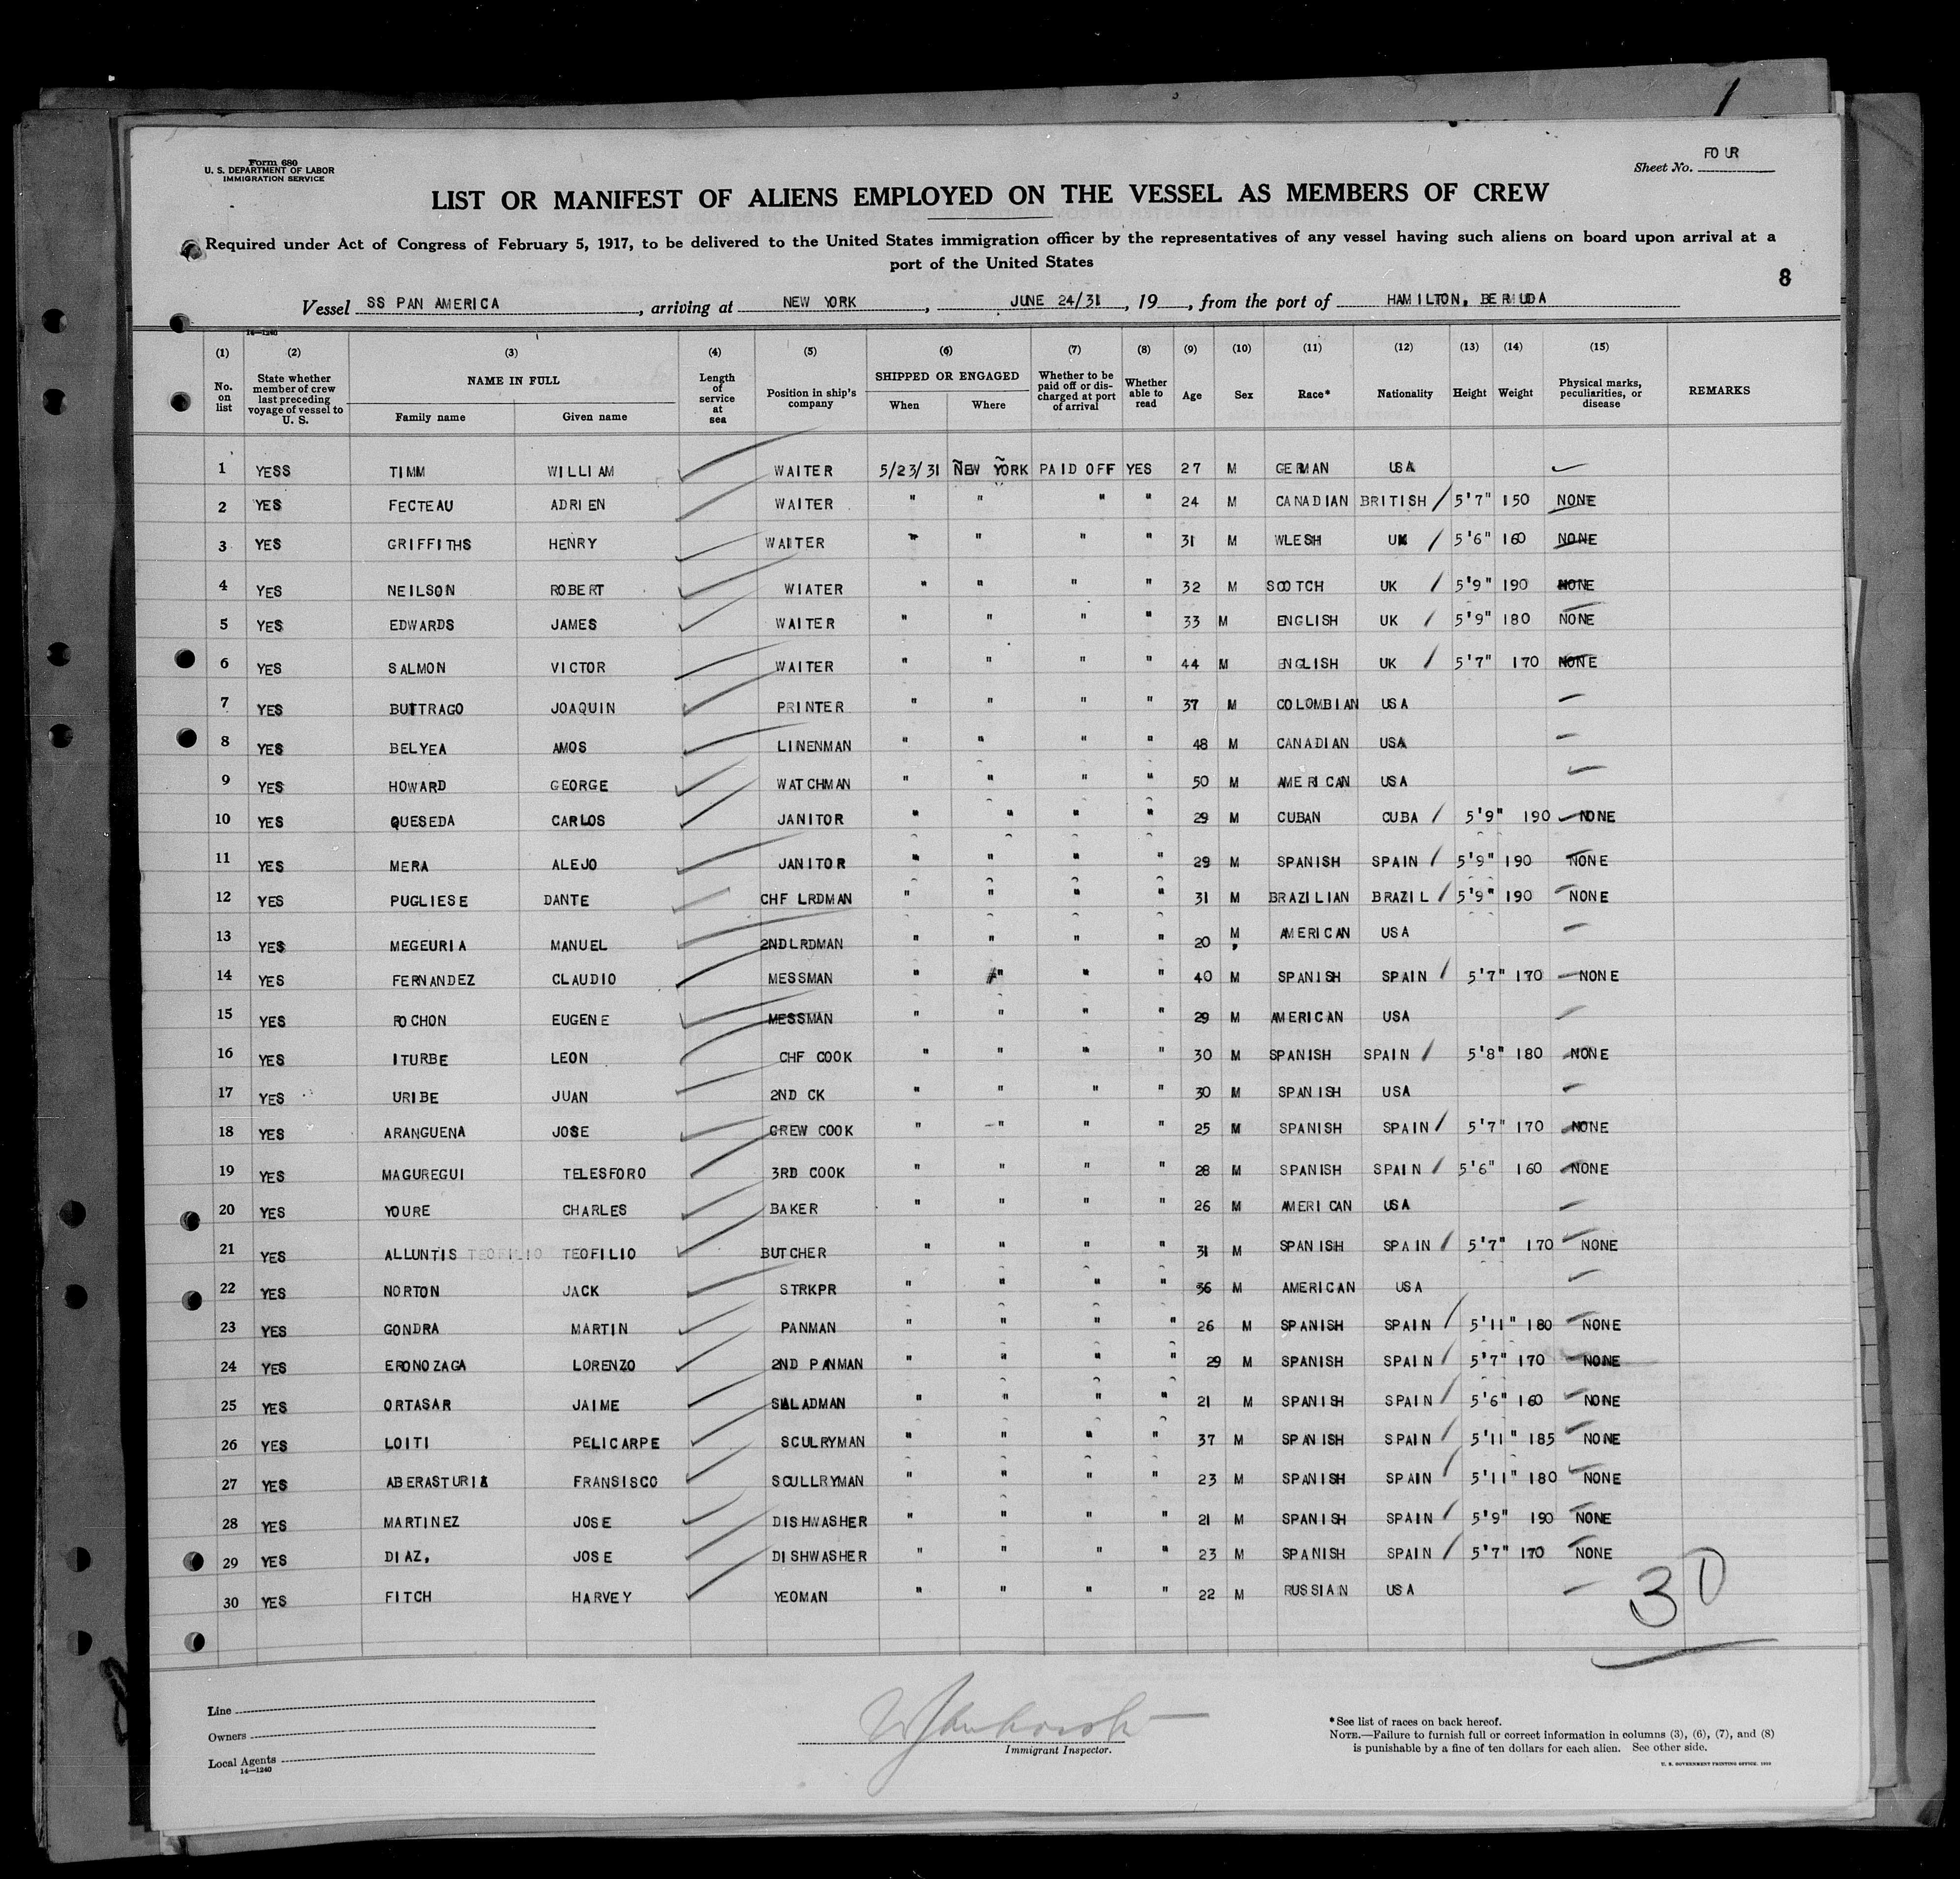 Form 680
U. S. DEPARTMENT OF LABOR
IMMIGRATION SERVICE
Sheet No. FOUR
LIST OR MANIFEST OF ALIENS EMPLOYED ON THE VESSEL AS MEMBERS OF CREW
Required under Act of Congress of February 5, 1917, to be delivered to the United States immigration officer by the representatives of any vessel having such aliens on board upon arrival at a
port of the United States
8
Vessel SS PAN AMERICA, arriving at NEW YORK, JUNE 24/31, 19, from the port of HAMILTON, BERMUDA
14—1240
(1) (2) (3) (4) (5) (6) (7) (8) (9) (10) (11) (12) (13) (14) (15)
No. on list State whether member of crew last preceding voyage of vessel to U. S. NAME IN FULL Family name Given name Length of service at sea Position in ship's company SHIPPED OR ENGAGED When Where Whether to be paid off or discharged at port of arrival Whether able to read Age Sex Race* Nationality Height Weight Physical marks, peculiarities, or disease REMARKS
1 YESS TIMM WILLIAM WAITER 5/23/31 NEW YORK PAID OFF YES 27 M GERMAN USA
2 YES FECTEAU ADRIEN WAITER " " " " 24 M CANADIAN BRITISH / 5'7" 150 NONE
3 YES GRIFFITHS HENRY WAITER " " " " 31 M WLESH UK / 5'6" 160 NONE
4 YES NEILSON ROBERT WIATER " " " " 32 M SCOTCH UK / 5'9" 190 NONE
5 YES EDWARDS JAMES WAITER " " " " 33 M ENGLISH UK / 5'9" 180 NONE
6 YES SALMON VICTOR WAITER " " " " 44 M ENGLISH UK / 5'7" 170 NONE
7 YES BUTTRAGO JOAQUIN PRINTER " " " " 37 M COLOMBIAN USA
8 YES BELYEA AMOS LINENMAN " " " " 48 M CANADIAN USA
9 YES HOWARD GEORGE WATCHMAN " " " " 50 M AMERICAN USA
10 YES QUESEDA CARLOS JANITOR " " " " 29 M CUBAN CUBA / 5'9" 190 NONE
11 YES MERA ALEJO JANITOR " " " " 29 M SPANISH SPAIN / 5'9" 190 NONE
12 YES PUGLIESE DANTE CHF LRDMAN " " " " 31 M BRAZILIAN BRAZIL / 5'9" 190 NONE
13 YES MEGEURIA MANUEL 2NDLRDMAN " " " " 20 M AMERICAN USA
14 YES FERNANDEZ CLAUDIO MESSMAN " " " " 40 M SPANISH SPAIN / 5'7" 170 NONE
15 YES ROCHON EUGENE MESSMAN " " " " 29 M AMERICAN USA
16 YES ITURBE LEON CHF COOK " " " " 30 M SPANISH SPAIN / 5'8" 180 NONE
17 YES URIBE JUAN 2ND CK " " " " 30 M SPANISH USA
18 YES ARANGUENA JOSE CREW COOK " " " " 25 M SPANISH SPAIN / 5'7" 170 NONE
19 YES MAGUREGUI TELESFORO 3RD COOK " " " " 28 M SPANISH SPAIN / 5'6" 160 NONE
20 YES YOURE CHARLES BAKER " " " " 26 M AMERICAN USA
21 YES ALLUNTIS TEOFILIO TEOFILIO BUTCHER " " " " 31 M SPANISH SPAIN / 5'7" 170 NONE
22 YES NORTON JACK STRKPR " " " " 36 M AMERICAN USA
23 YES GONDRA MARTIN PANMAN " " " " 26 M SPANISH SPAIN / 5'11" 180 NONE
24 YES ERONOZAGA LORENZO 2ND PANMAN " " " " 29 M SPANISH SPAIN / 5'7" 170 NONE
25 YES ORTASAR JAIME SALADMAN " " " " 21 M SPANISH SPAIN / 5'6" 160 NONE
26 YES LOITI PELICARPE SCULRYMAN " " " " 37 M SPANISH SPAIN / 5'11" 185 NONE
27 YES ABERASTURIA FRANSISCO SCULLRYMAN " " " " 23 M SPANISH SPAIN / 5'11" 180 NONE
28 YES MARTINEZ JOSE DISHWASHER " " " " 21 M SPANISH SPAIN / 5'9" 190 NONE
29 YES DIAZ, JOSE DISHWASHER " " " " 23 M SPANISH SPAIN / 5'7" 170 NONE
30 YES FITCH HARVEY YEOMAN " " " " 22 M RUSSIAN USA
30
Line
Owners
Local Agents
14—1240
Immigrant Inspector.
*See list of races on back hereof.
NOTE.—Failure to furnish full or correct information in columns (3), (6), (7), and (8)
is punishable by a fine of ten dollars for each alien. See other side.
U. S. GOVERNMENT PRINTING OFFICE